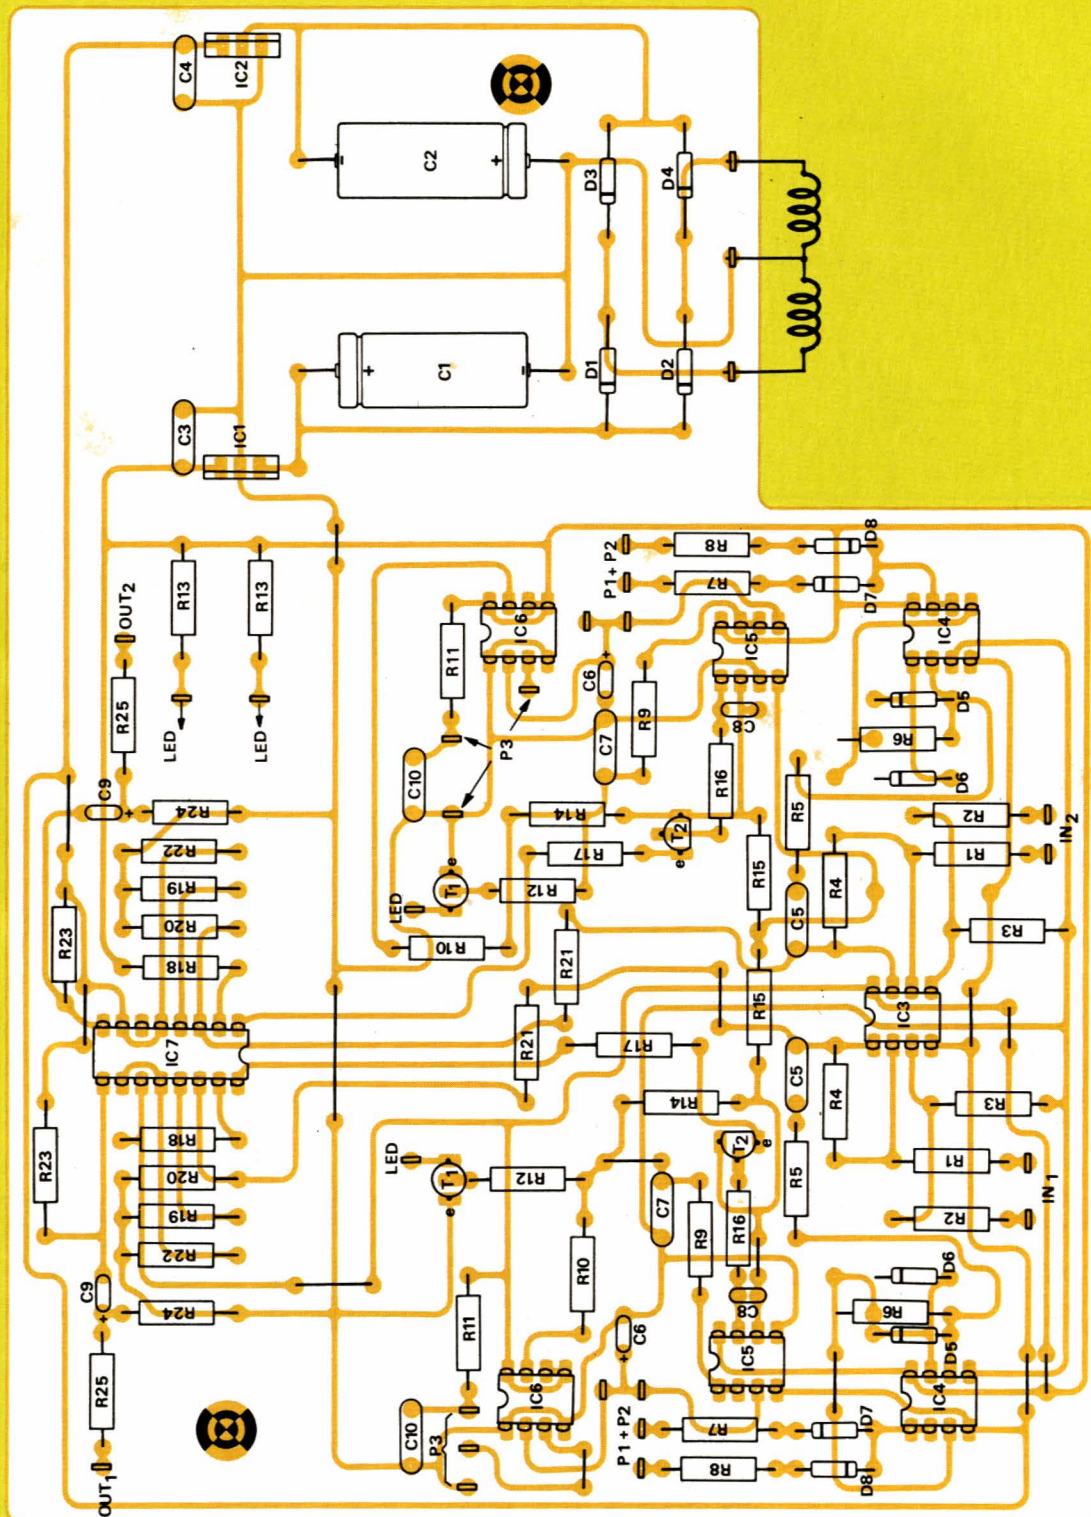 C4
IC2
C2
-
+
D3
D4
C1
+
-
D1
D2
C3
IC1
R13
R13
LED
LED
OUT2
R25
C9
+
R24
R22
R19
R20
R18
R23
IC7
R23
R18
R20
R19
R22
R24
C9
+
R25
OUT1
R11
IC6
P3
C10
T1
e
LED
R10
R12
R14
R17
R21
R21
C6
+
C7
R9
P1 + P2
R8
R7
D8
D7
IC5
C8
R16
T2
e
IC4
D5
R6
D6
R5
R15
C5
R4
R2
R1
IN2
R3
IC3
R15
R17
R14
C5
R4
R3
R1
R2
IN1
R5
T2
e
R16
C8
R9
C7
LED
T1
e
R12
R10
R11
C10
P3
IC6
C6
+
IC5
P1 + P2
R7
R8
D7
D8
IC4
D5
R6
D6